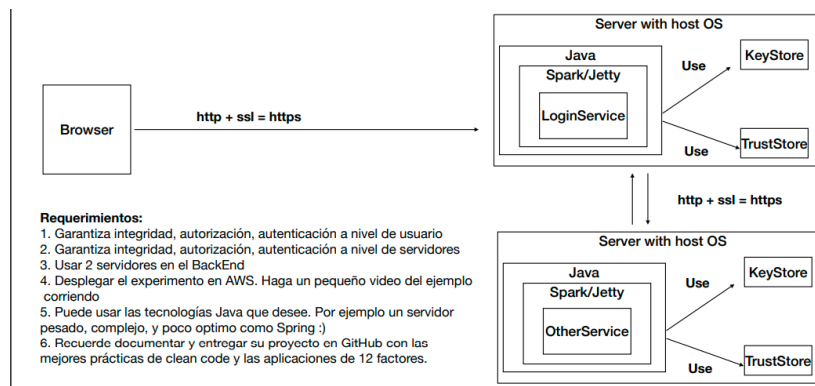 Server with host OS
Java
Spark/Jetty
LoginService
Use
KeyStore
Use
TrustStore
Browser
http + ssl = https
http + ssl = https
Requerimientos:
1. Garantiza integridad, autorización, autenticación a nivel de usuario
2. Garantiza integridad, autorización, autenticación a nivel de servidores
3. Usar 2 servidores en el BackEnd
4. Desplegar el experimento en AWS. Haga un pequeño video del ejemplo
corriendo
5. Puede usar las tecnologías Java que desee. Por ejemplo un servidor
pesado, complejo, y poco optimo como Spring :)
6. Recuerde documentar y entregar su proyecto en GitHub con las
mejores prácticas de clean code y las aplicaciones de 12 factores.
Server with host OS
Java
Spark/Jetty
OtherService
Use
KeyStore
Use
TrustStore